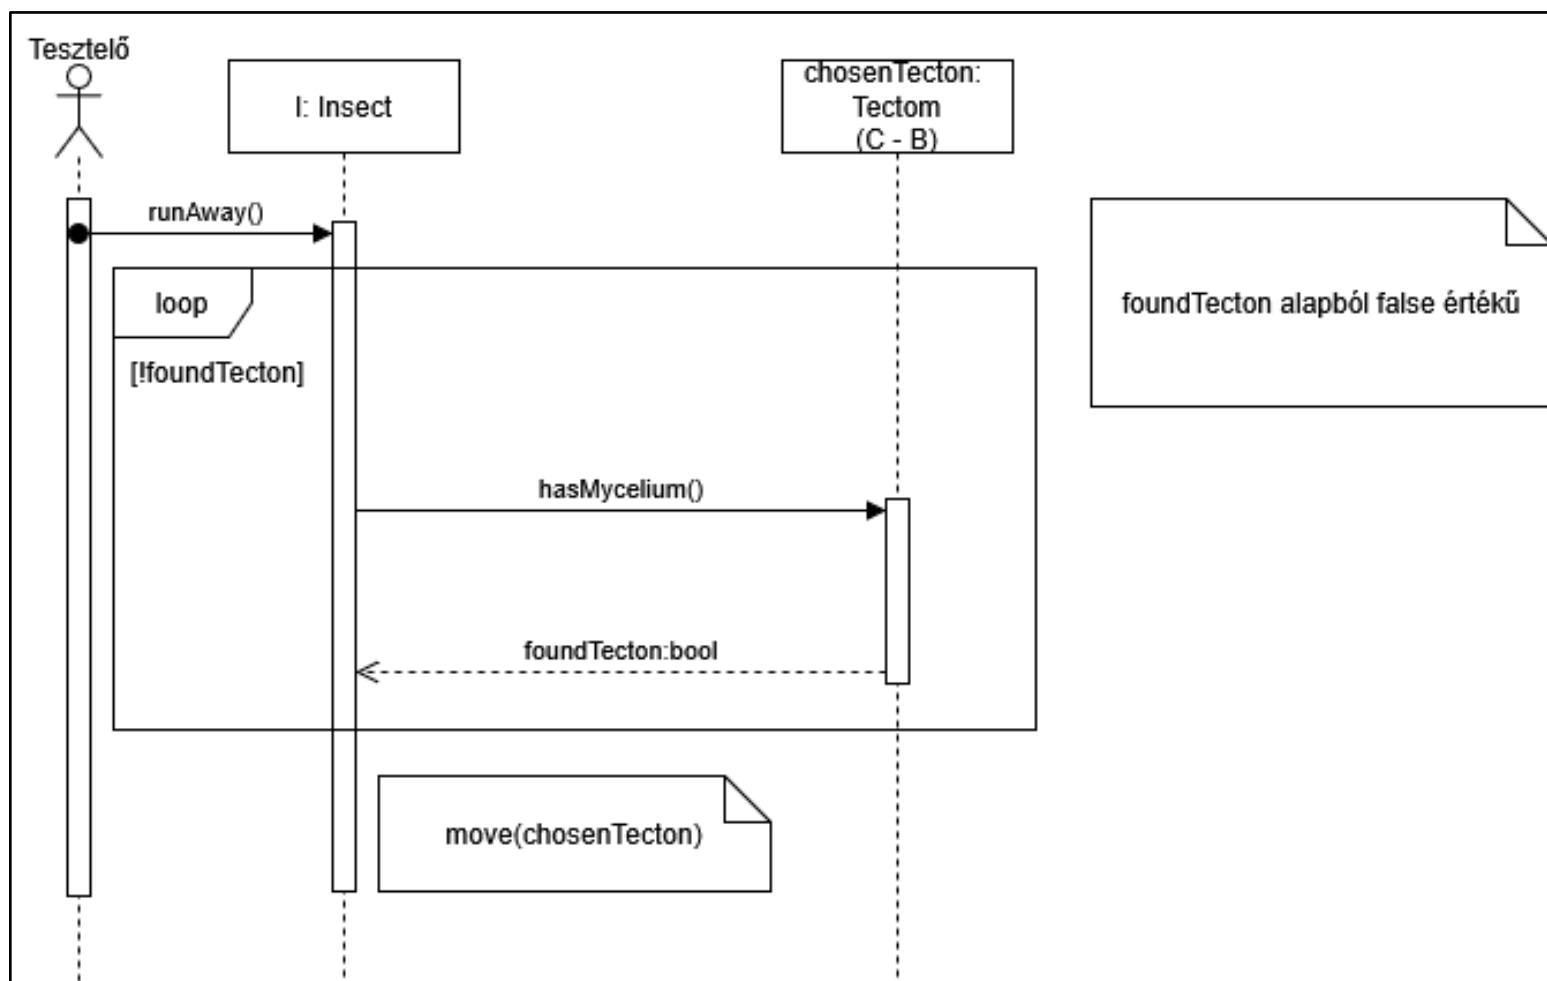 Tesztelő
I: Insect
chosenTecton:
Tectom
(C - B)
runAway()
loop
[!foundTecton]
foundTecton alapból false értékű
hasMycelium()
foundTecton:bool
move(chosenTecton)